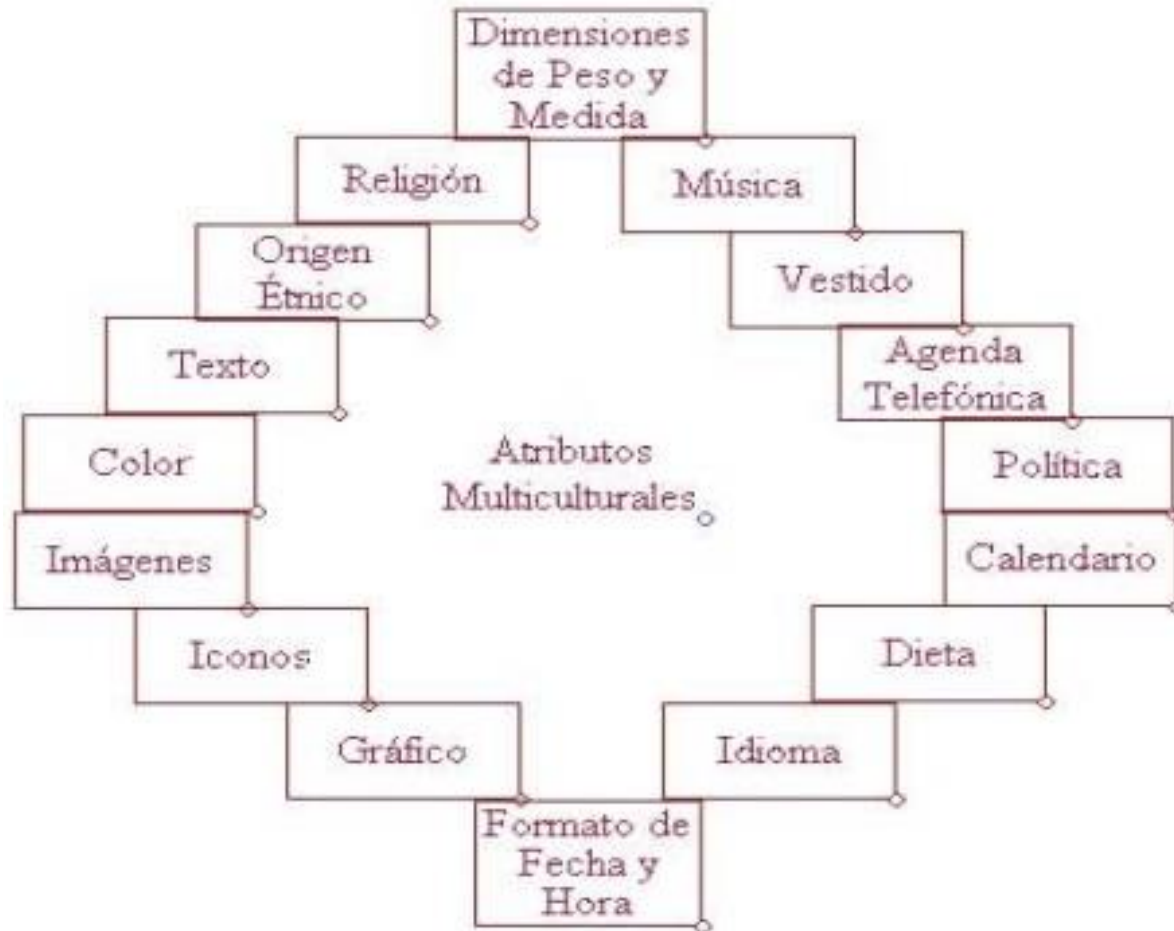 Dimensiones
de Peso y
Medida
Religión
Música
Origen
Étnico
Vestido
Texto
Agenda
Telefónica
Color
Atributos
Multiculturales
Política
Imágenes
Calendario
Iconos
Dieta
Gráfico
Idioma
Formato de
Fecha y
Hora